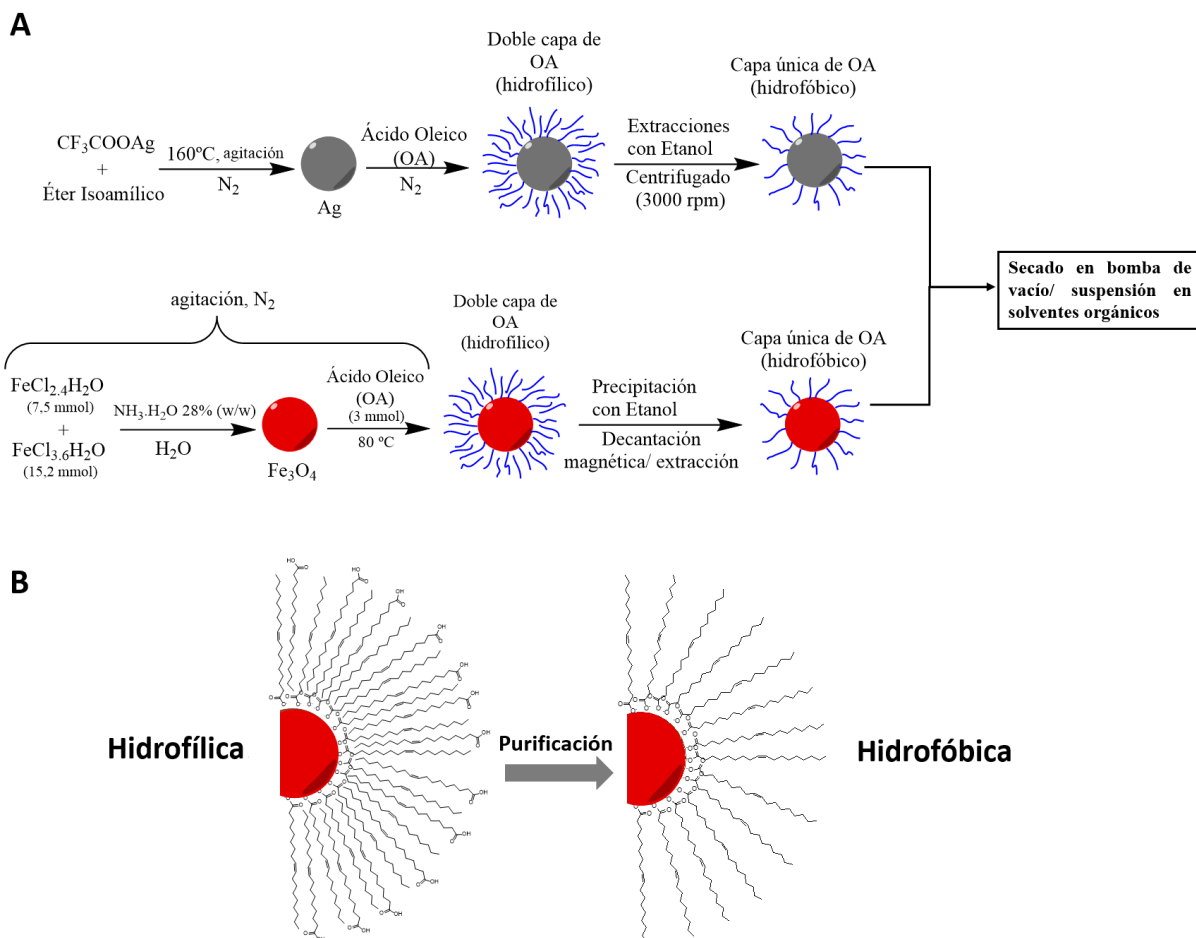 A
CF₃COOAg
+
Éter Isoamílico
160ºC, agitación
N₂
Ag
Ácido Oleico
(OA)
N₂
Doble capa de
OA
(hidrofílico)
Extracciones
con Etanol
Centrifugado
(3000 rpm)
Capa única de OA
(hidrofóbico)
Secado en bomba de
vacío/ suspensión en
solventes orgánicos
agitación, N₂
FeCl₂.₄H₂O
(7,5 mmol)
+
FeCl₃.₆H₂O
(15,2 mmol)
NH₃.H₂O 28% (w/w)
H₂O
Fe₃O₄
Ácido Oleico
(OA)
(3 mmol)
80 ºC
Doble capa de
OA
(hidrofílico)
Precipitación
con Etanol
Decantación
magnética/ extracción
Capa única de OA
(hidrofóbico)
B
Hidrofílica
Purificación
Hidrofóbica